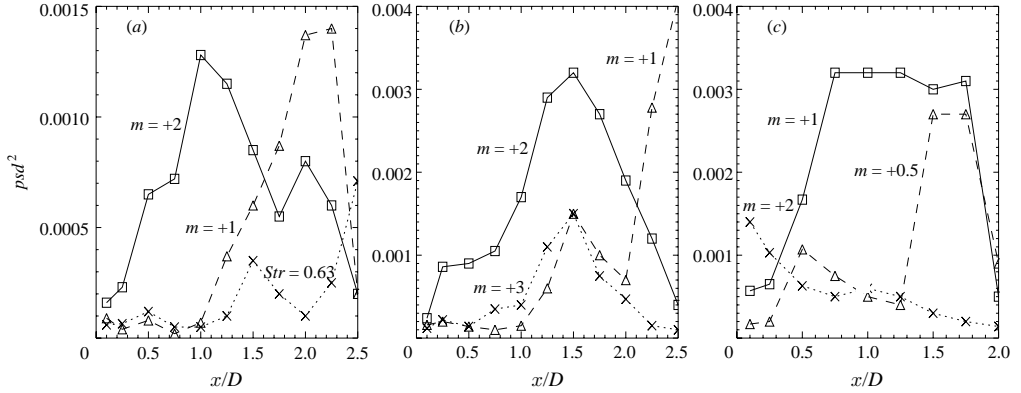 0.0015
(a)
m = +2
m = +1
Str = 0.63
0.0010
0.0005
0
0.5
1.0
1.5
2.0
2.5
psd²
x/D
0.004
(b)
m = +1
m = +2
m = +3
0.003
0.002
0.001
0
0.5
1.0
1.5
2.0
2.5
x/D
0.004
(c)
m = +1
m = +0.5
m = +2
0.003
0.002
0.001
0
0.5
1.0
1.5
2.0
x/D